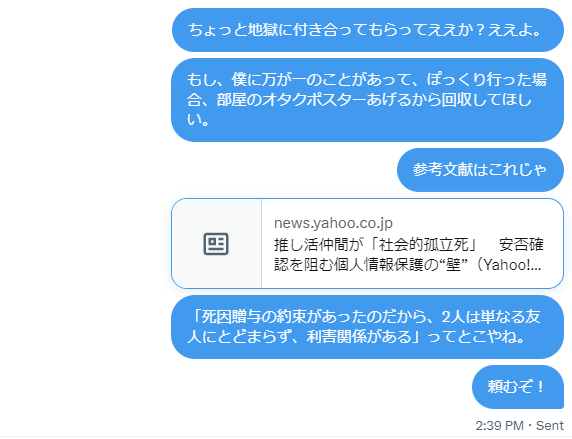 ちょっと地獄に付き合ってもらってええか？ええよ。
もし、僕に万が一のことがあって、ぽっくり行った場
合、部屋のオタクポスターあげるから回収してほし
い。
参考文献はこれじゃ
news.yahoo.co.jp
推し活仲間が「社会的孤立死」　安否確
認を阻む個人情報保護の“壁”（Yahoo!...
「死因贈与の約束があったのだから、2人は単なる友
人にとどまらず、利害関係がある」ってとこやね。
頼むぞ！
2:39 PM · Sent